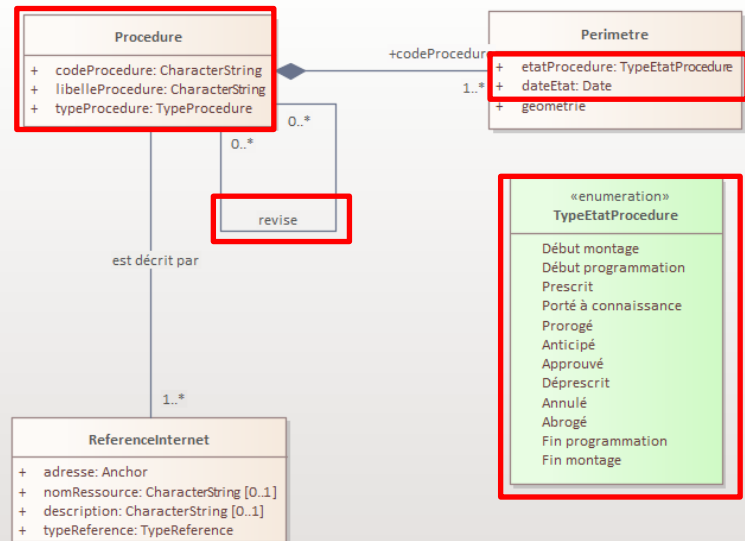 Procedure
+ codeProcedure: CharacterString
+ libelleProcedure: CharacterString
+ typeProcedure: TypeProcedure
+codeProcedure
1..*
Perimetre
+ etatProcedure: TypeEtatProcedure
+ dateEtat: Date
+ geometrie
0..*
0..*
revise
est décrit par
1..*
«enumeration»
TypeEtatProcedure
Début montage
Début programmation
Prescrit
Porté à connaissance
Prorogé
Anticipé
Approuvé
Déprescrit
Annulé
Abrogé
Fin programmation
Fin montage
ReferenceInternet
+ adresse: Anchor
+ nomRessource: CharacterString [0..1]
+ description: CharacterString [0..1]
+ typeReference: TypeReference